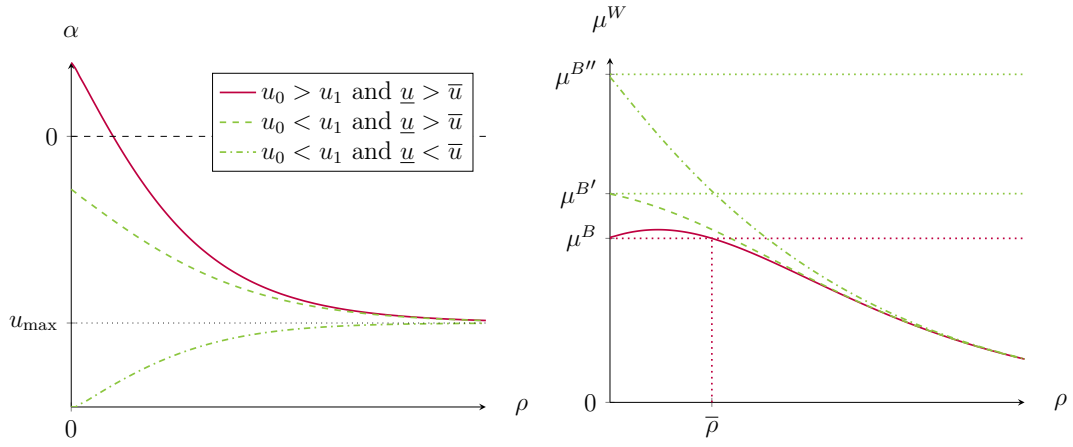 α
u₀ > u₁ and u̲ > u̅
u₀ < u₁ and u̲ > u̅
u₀ < u₁ and u̲ < u̅
0
u_max
0
ρ
μ^W
μ^B''
μ^B'
μ^B
0
ρ̅
ρ